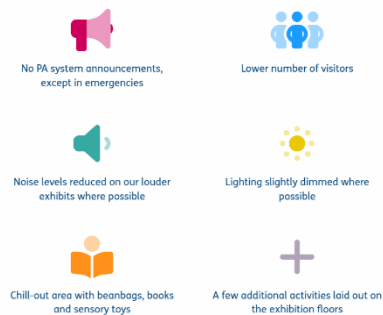 No PA system announcements,
except in emergencies
Lower number of visitors
Noise levels reduced on our louder
exhibits where possible
Lighting slightly dimmed where
possible
Chill-out area with beanbags, books
and sensory toys
A few additional activities laid out on
the exhibition floors